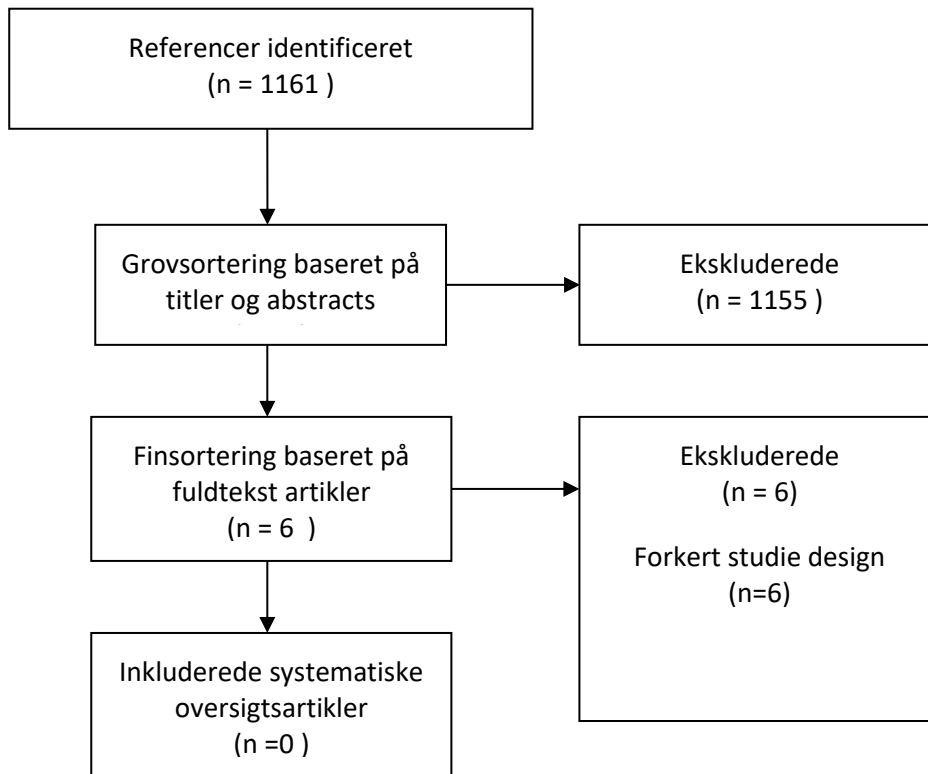 Referencer identificeret
(n = 1161 )
Grovsortering baseret på
titler og abstracts
Ekskluderede
(n = 1155 )
Finsortering baseret på
fuldtekst artikler
(n = 6 )
Ekskluderede
(n = 6)
Forkert studie design
(n=6)
Inkluderede systematiske
oversigtsartikler
(n =0 )